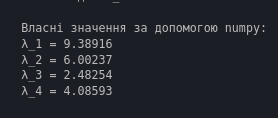 Власні значення за допомогою numpy:
λ_1 = 9.38916
λ_2 = 6.00237
λ_3 = 2.48254
λ_4 = 4.08593